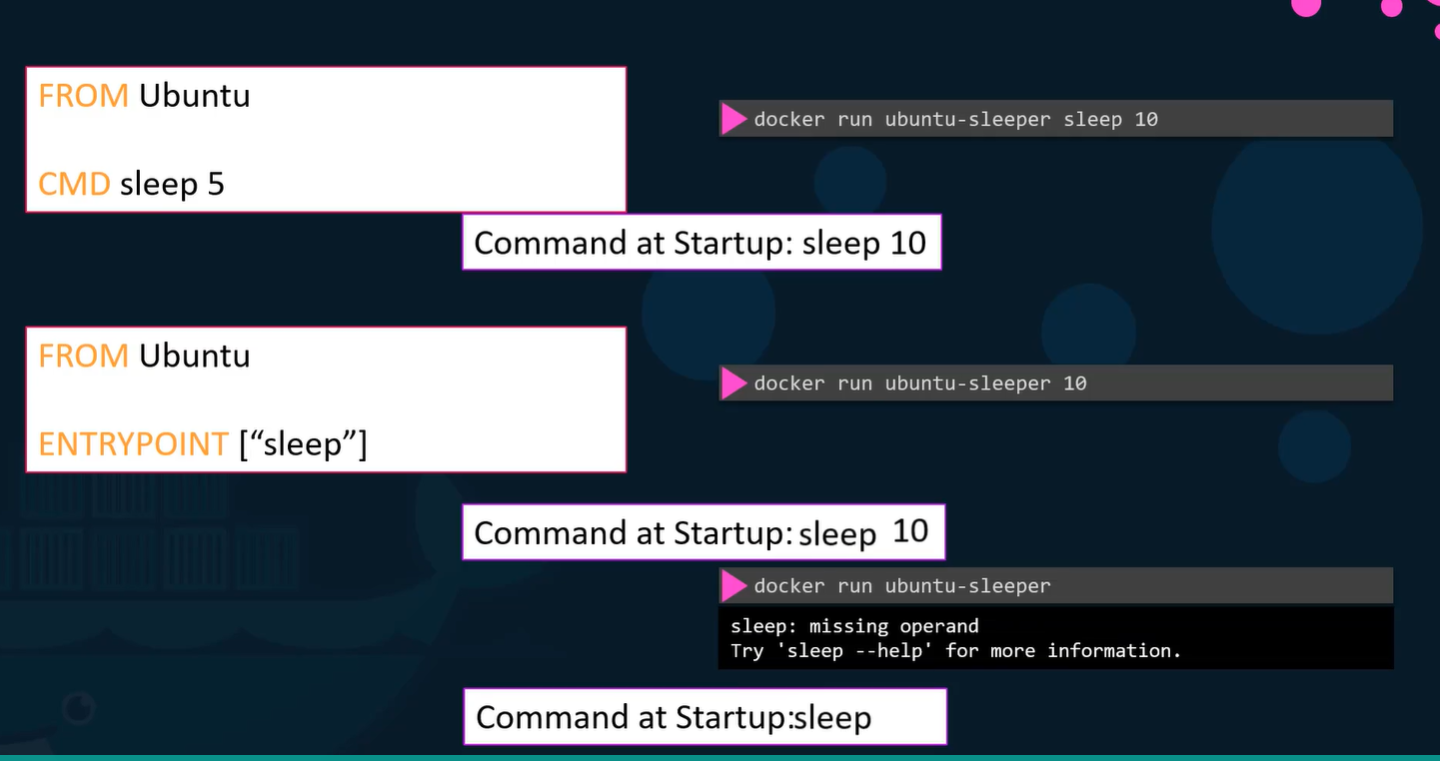 FROM Ubuntu
CMD sleep 5
docker run ubuntu-sleeper sleep 10
Command at Startup: sleep 10
FROM Ubuntu
ENTRYPOINT [“sleep”]
docker run ubuntu-sleeper 10
Command at Startup: sleep 10
docker run ubuntu-sleeper
sleep: missing operand
Try 'sleep --help' for more information.
Command at Startup:sleep